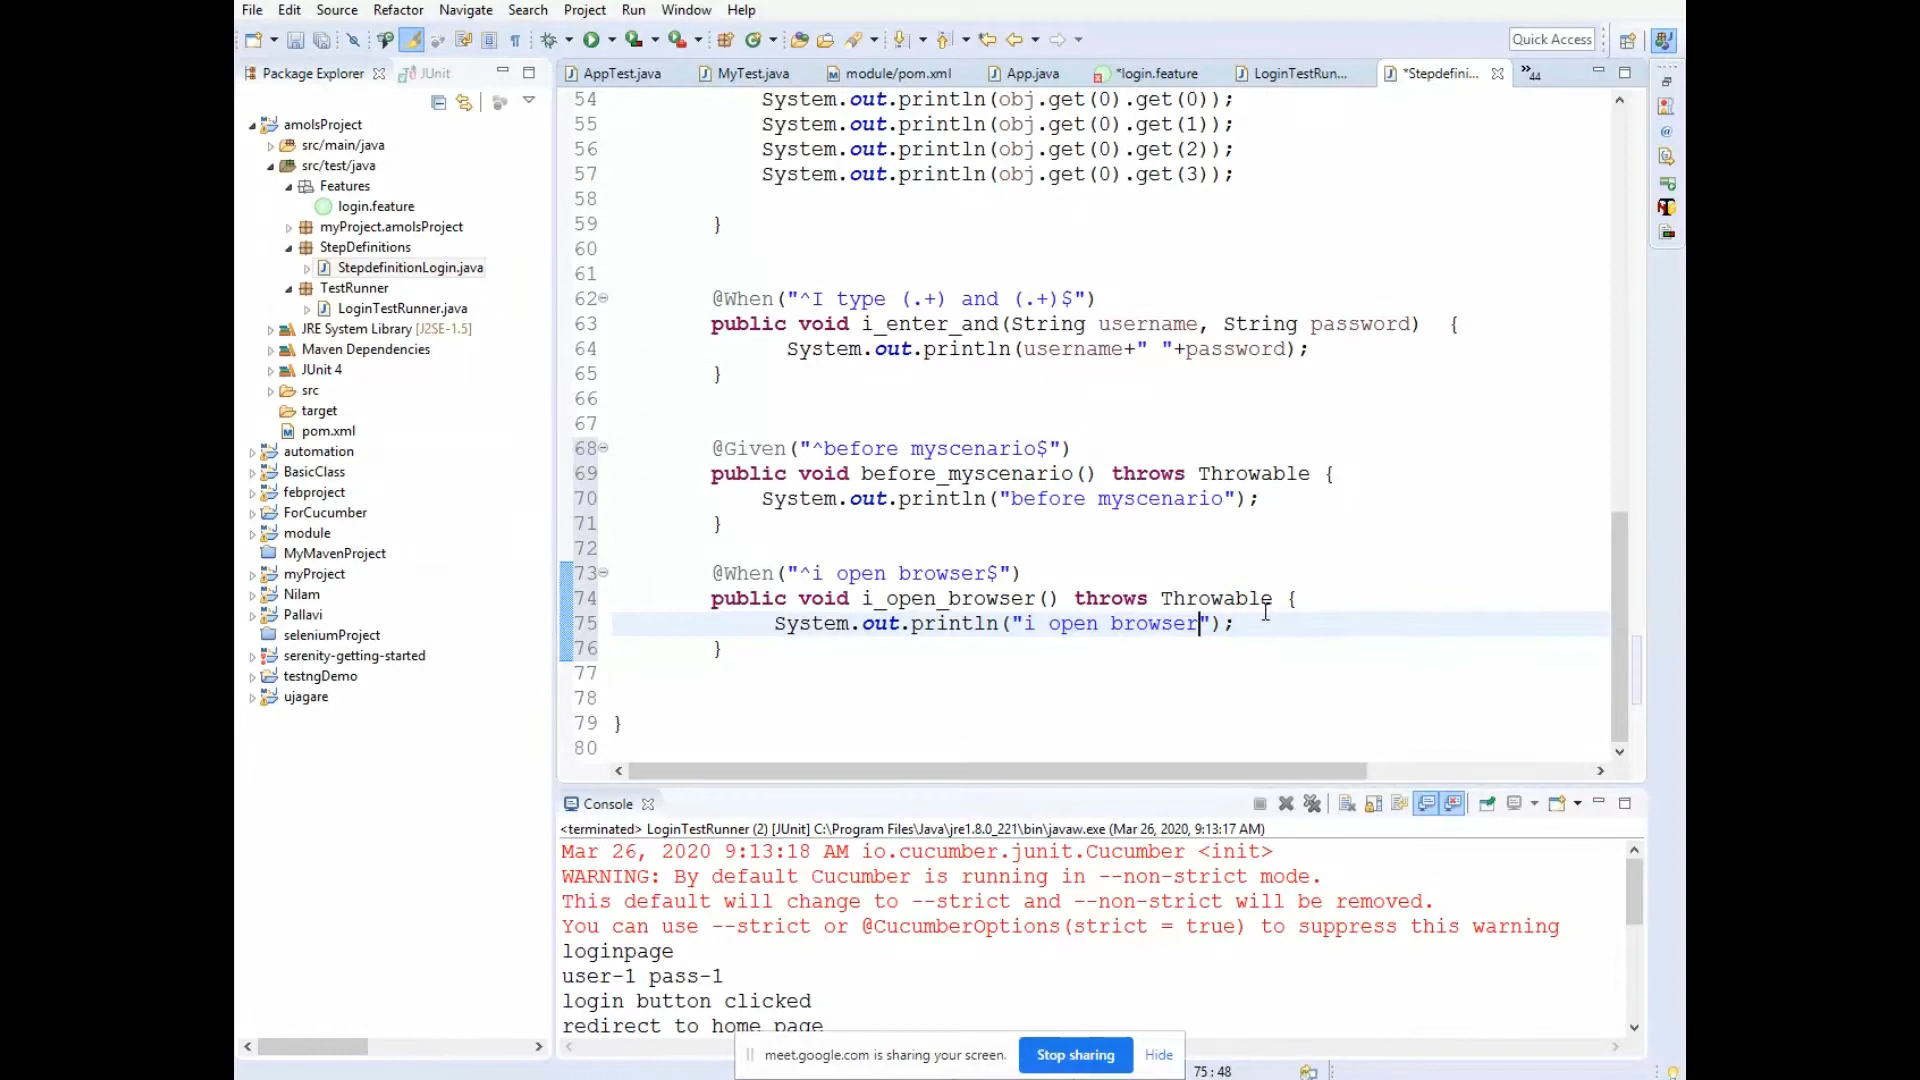 File Edit Source Refactor Navigate Search Project Run Window Help
Quick Access
Package Explorer JUnit
AppTest.java MyTest.java module/pom.xml App.java *login.feature LoginTestRun... *Stepdefini... 44
amolsProject
src/main/java
src/test/java
Features
login.feature
myProject.amolsProject
StepDefinitions
StepdefinitionLogin.java
TestRunner
LoginTestRunner.java
JRE System Library [J2SE-1.5]
Maven Dependencies
JUnit 4
src
target
pom.xml
automation
BasicClass
febproject
ForCucumber
module
MyMavenProject
myProject
Nilam
Pallavi
seleniumProject
serenity-getting-started
testngDemo
ujagare
54 System.out.println(obj.get(0).get(0));
55 System.out.println(obj.get(0).get(1));
56 System.out.println(obj.get(0).get(2));
57 System.out.println(obj.get(0).get(3));
58
59 }
60
61
62 @When("^I type (.+) and (.+)$")
63 public void i_enter_and(String username, String password) {
64 System.out.println(username+" "+password);
65 }
66
67
68 @Given("^before myscenario$")
69 public void before_myscenario() throws Throwable {
70 System.out.println("before myscenario");
71 }
72
73 @When("^i open browser$")
74 public void i_open_browser() throws Throwable {
75 System.out.println("i open browser");
76 }
77
78
79 }
80
Console
<terminated> LoginTestRunner (2) [JUnit] C:\Program Files\Java\jre1.8.0_221\bin\javaw.exe (Mar 26, 2020, 9:13:17 AM)
Mar 26, 2020 9:13:18 AM io.cucumber.junit.Cucumber <init>
WARNING: By default Cucumber is running in --non-strict mode.
This default will change to --strict and --non-strict will be removed.
You can use --strict or @CucumberOptions(strict = true) to suppress this warning
loginpage
user-1 pass-1
login button clicked
redirect to home page
meet.google.com is sharing your screen. Stop sharing Hide
75 : 48